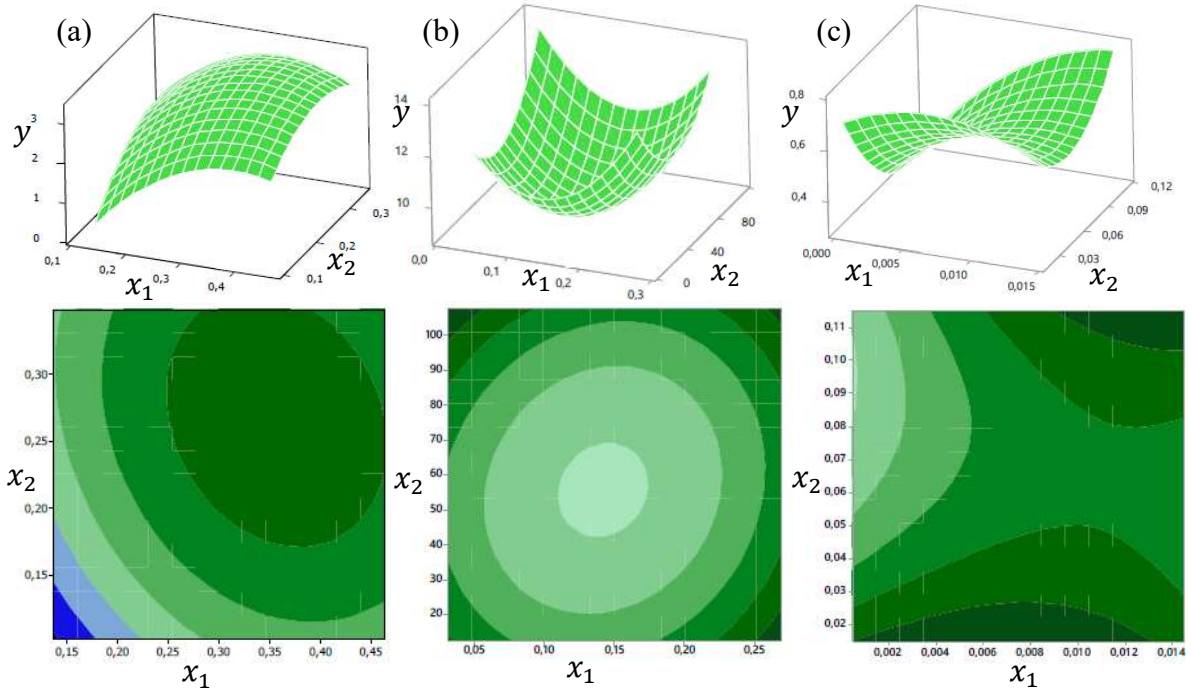 (a)
y
3
2
1
0
0,1
0,2
0,3
0,4
x₁
0,1
0,2
0,3
x₂
(b)
y
14
12
10
0,0
0,1
0,2
0,3
x₁
0
40
80
x₂
(c)
y
0,8
0,6
0,4
0,000
0,005
0,010
0,015
x₁
0,03
0,06
0,09
0,12
x₂
0,30
0,25
x₂
0,20
0,15
0,15 0,20 0,25 0,30 0,35 0,40 0,45
x₁
100
90
80
70
60
x₂
50
40
30
20
0,05 0,10 0,15 0,20 0,25
x₁
0,11
0,10
0,09
0,08
0,07
x₂
0,06
0,05
0,04
0,03
0,02
0,002 0,004 0,006 0,008 0,010 0,012 0,014
x₁